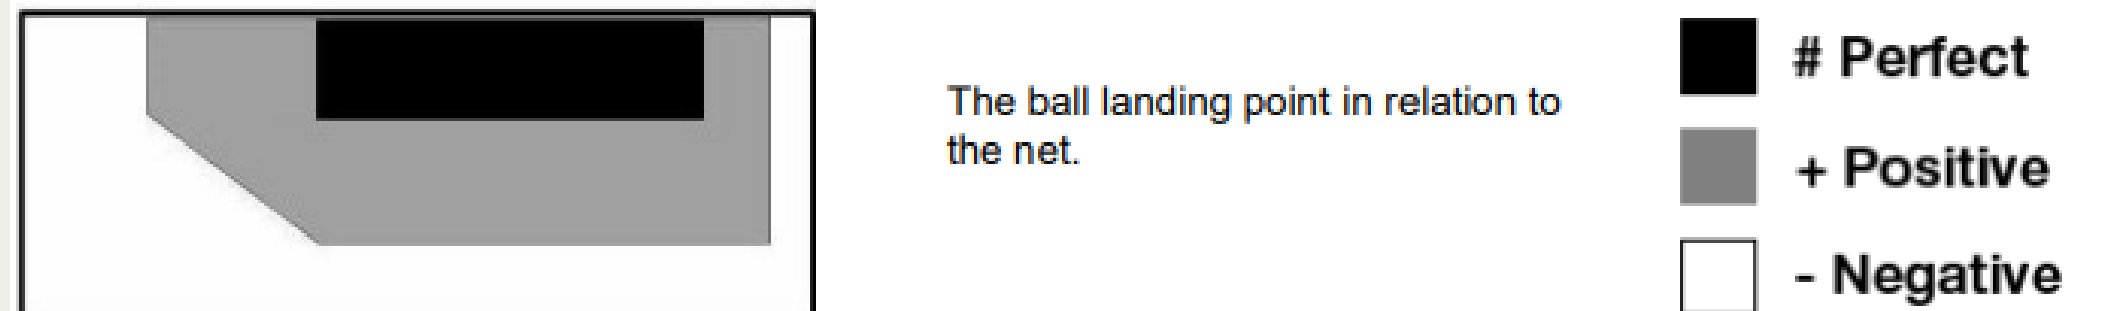 The ball landing point in relation to
the net.
# Perfect
+ Positive
- Negative